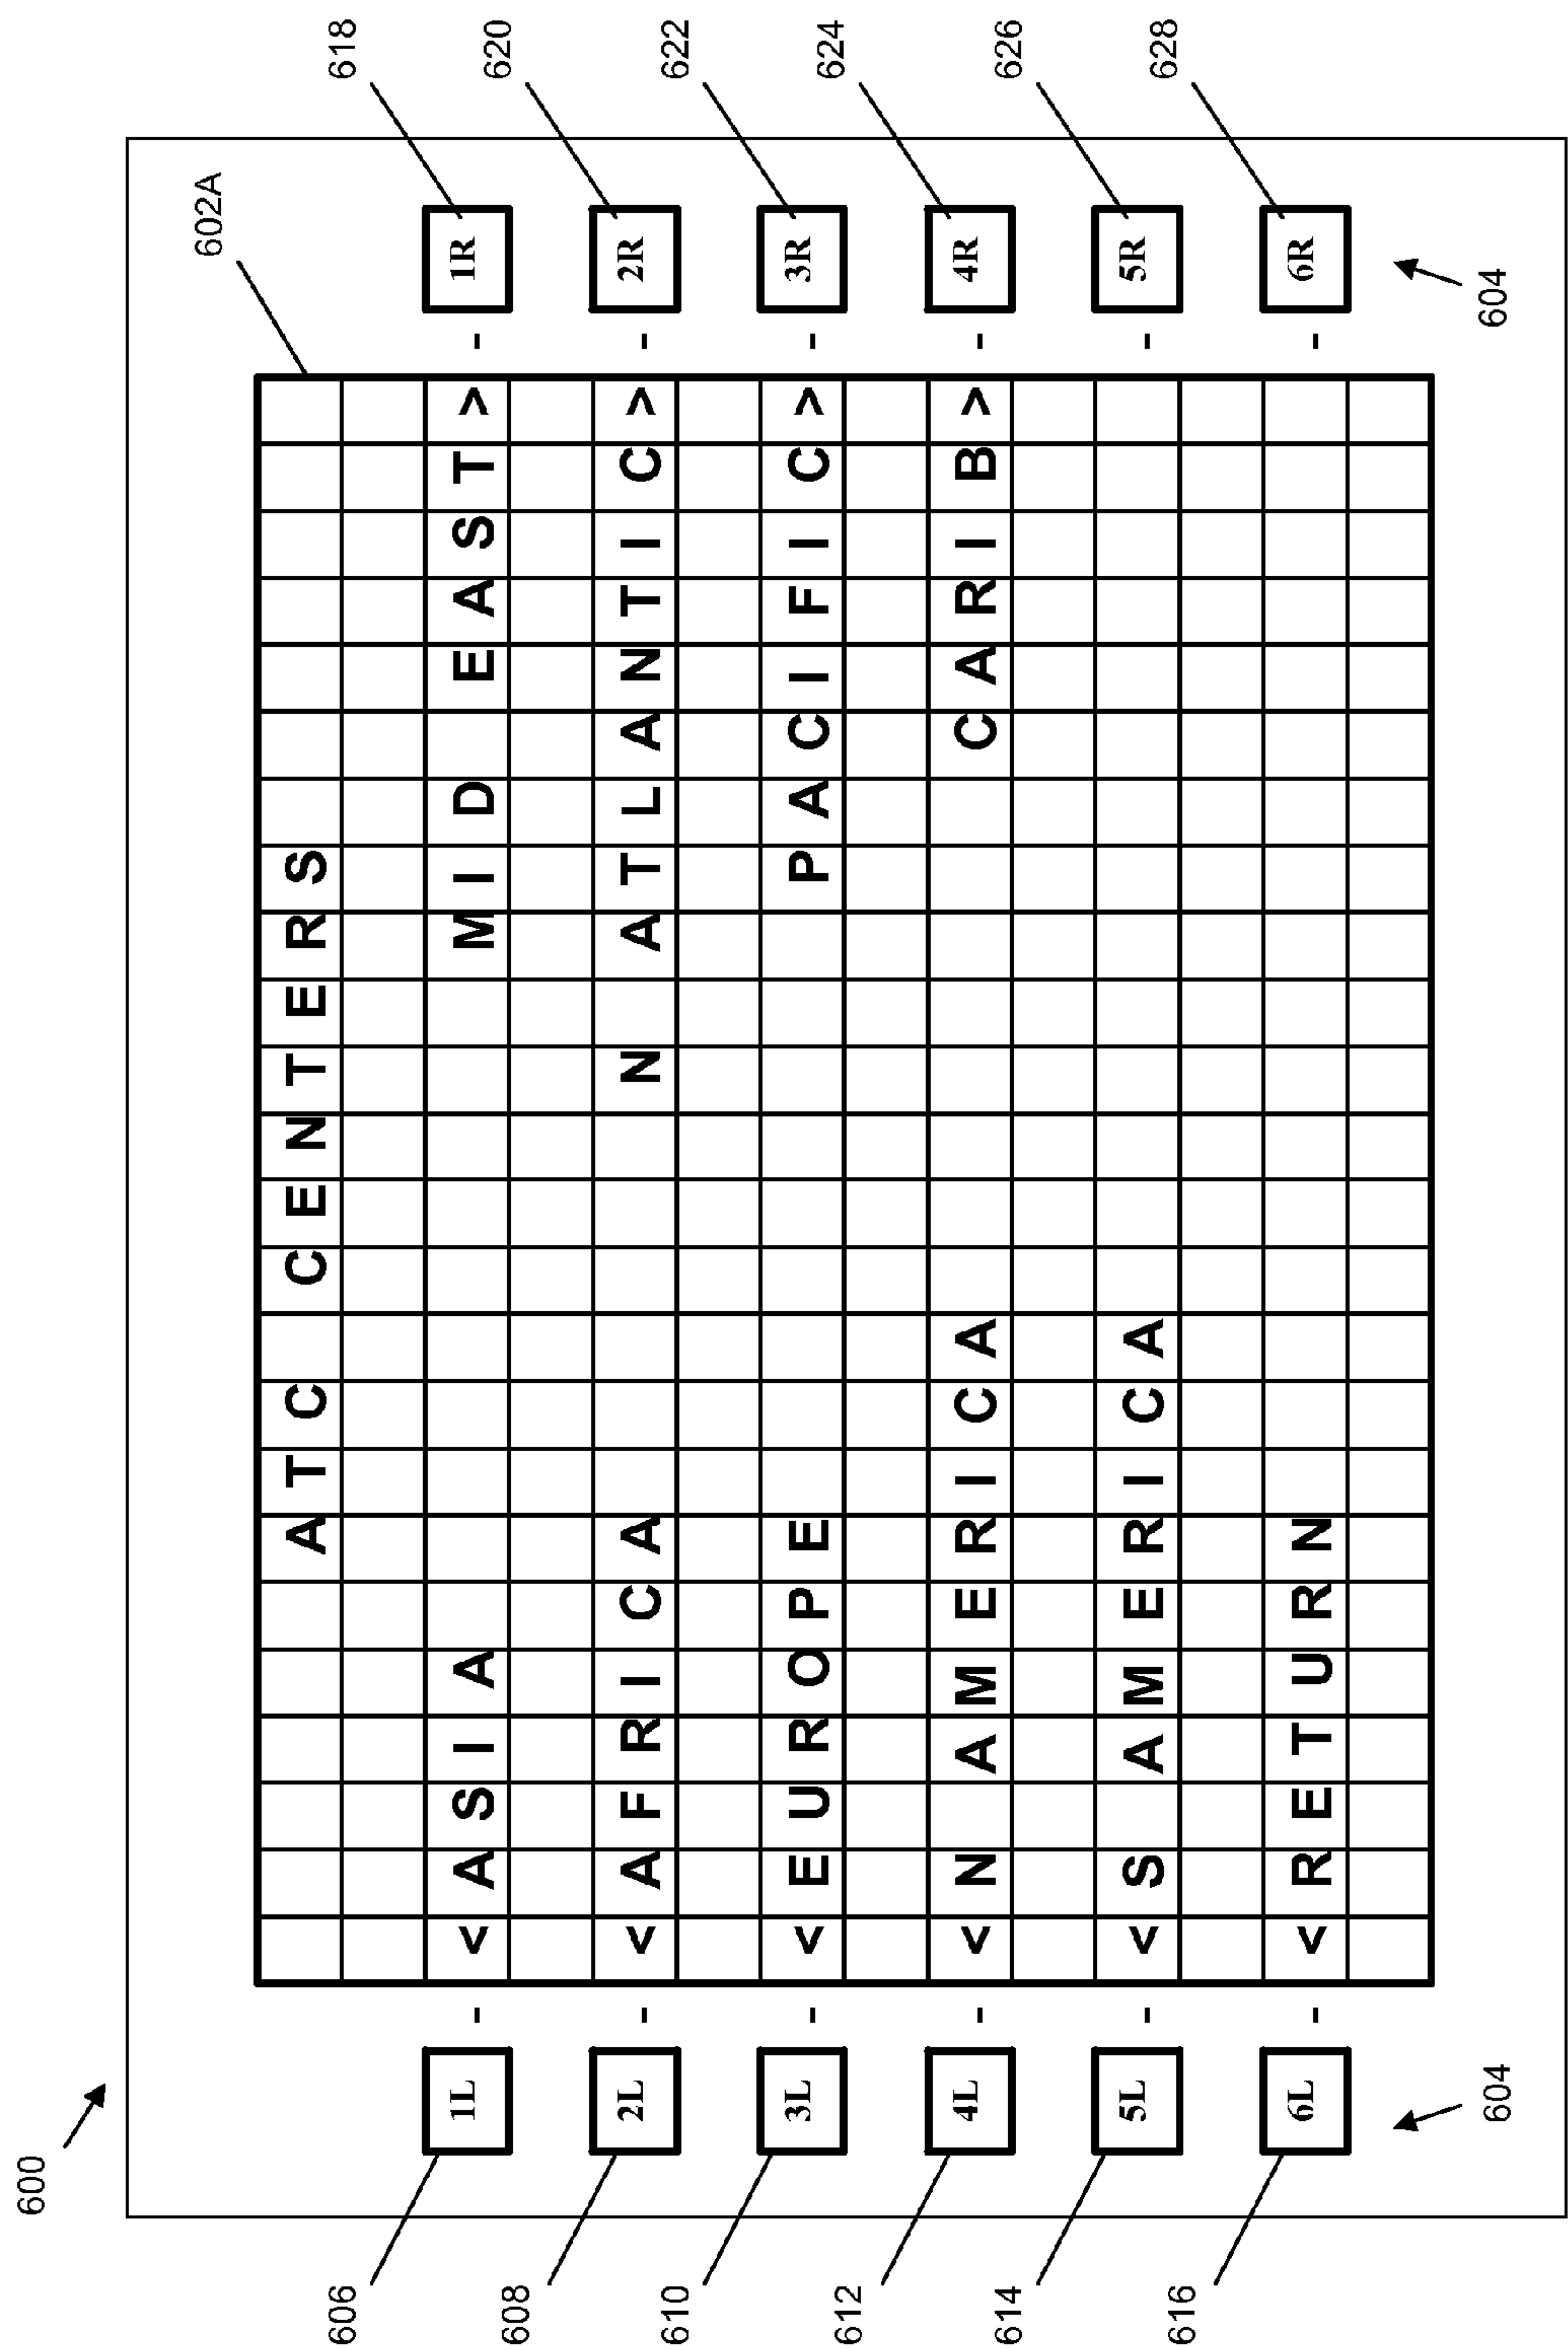 600
602A
ATC CENTERS
606 1L - <ASIA MID EAST> - 1R 618
608 2L - <AFRICA N ATLANTIC> - 2R 620
610 3L - <EUROPE PACIFIC> - 3R 622
612 4L - <N AMERICA CARIB> - 4R 624
614 5L - <S AMERICA - 5R 626
616 6L - <RETURN - 6R 628
604 604